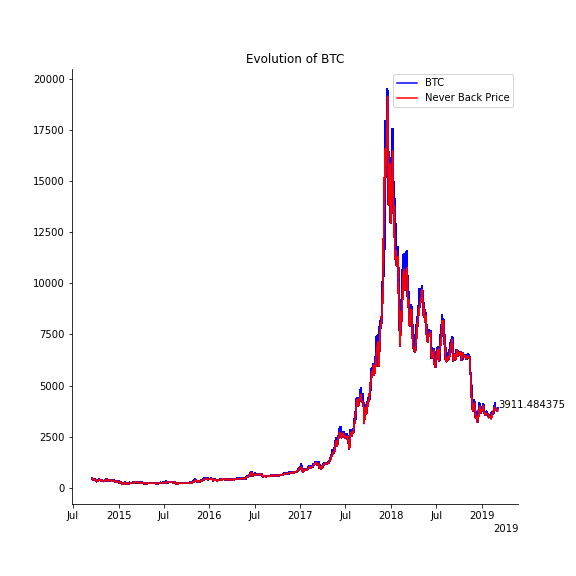 Evolution of BTC
BTC
Never Back Price
20000
17500
15000
12500
10000
7500
5000
2500
0
3911.484375
Jul
2015
Jul
2016
Jul
2017
Jul
2018
Jul
2019
2019